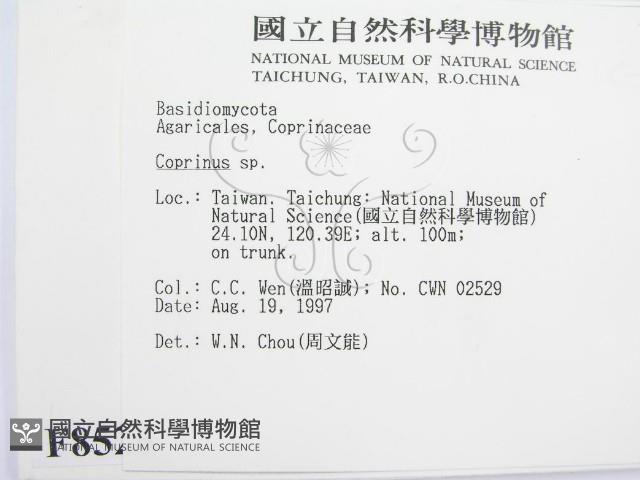 國立自然科學博物館
NATIONAL MUSEUM OF NATURAL SCIENCE
TAICHUNG, TAIWAN, R.O.CHINA
Basidiomycota
Agaricales, Coprinaceae
Coprinus sp.
Loc.: Taiwan. Taichung: National Museum of
Natural Science(國立自然科學博物館)
24.10N, 120.39E; alt. 100m;
on trunk.
Col.: C.C. Wen(溫昭誠); No. CWN 02529
Date: Aug. 19, 1997
Det.: W.N. Chou(周文能)
國立自然科學博物館
NATIONAL MUSEUM OF NATURAL SCIENCE